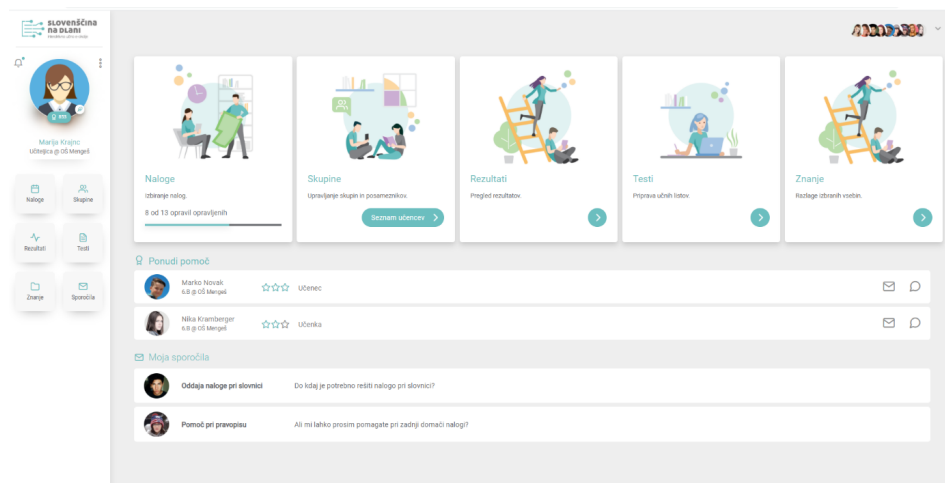 slovenščina
na dlani
Marija Krajnc
Učiteljica @ OŠ Mengeš
Naloge
Skupine
Rezultati
Testi
Znanje
Sporočila
Naloge
Izbiranje nalog.
8 od 13 opravil opravljenih
Skupine
Upravljanje skupin in posameznikov.
Seznam učencev
Rezultati
Pregled rezultatov.
Testi
Priprava učnih listov.
Znanje
Razlage izbranih vsebin.
Ponudi pomoč
Marko Novak
6.B @ OŠ Mengeš
Učenec
Nika Kramberger
6.B @ OŠ Mengeš
Učenka
Moja sporočila
Oddaja naloge pri slovnici
Do kdaj je potrebno rešiti nalogo pri slovnici?
Pomoč pri pravopisu
Ali mi lahko prosim pomagate pri zadnji domači nalogi?